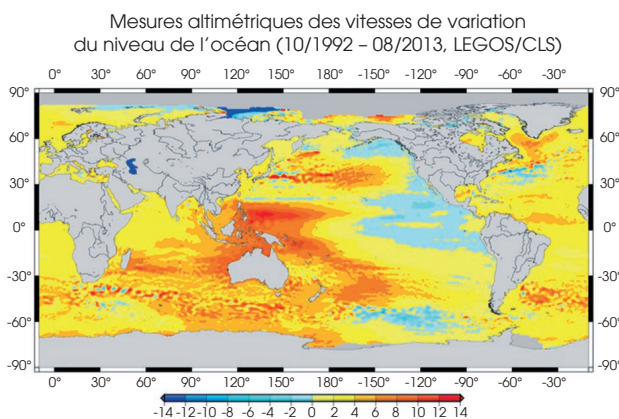 Mesures altimétriques des vitesses de variation
du niveau de l'océan (10/1992 – 08/2013, LEGOS/CLS)
0° 30° 60° 90° 120° 150° 180° -150° -120° -90° -60° -30°
90° 90°
60° 60°
30° 30°
0° 0°
-30° -30°
-60° -60°
-90° -90°
0° 30° 60° 90° 120° 150° 180° -150° -120° -90° -60° -30°
-14 -12 -10 -8 -6 -4 -2 0 2 4 6 8 10 12 14